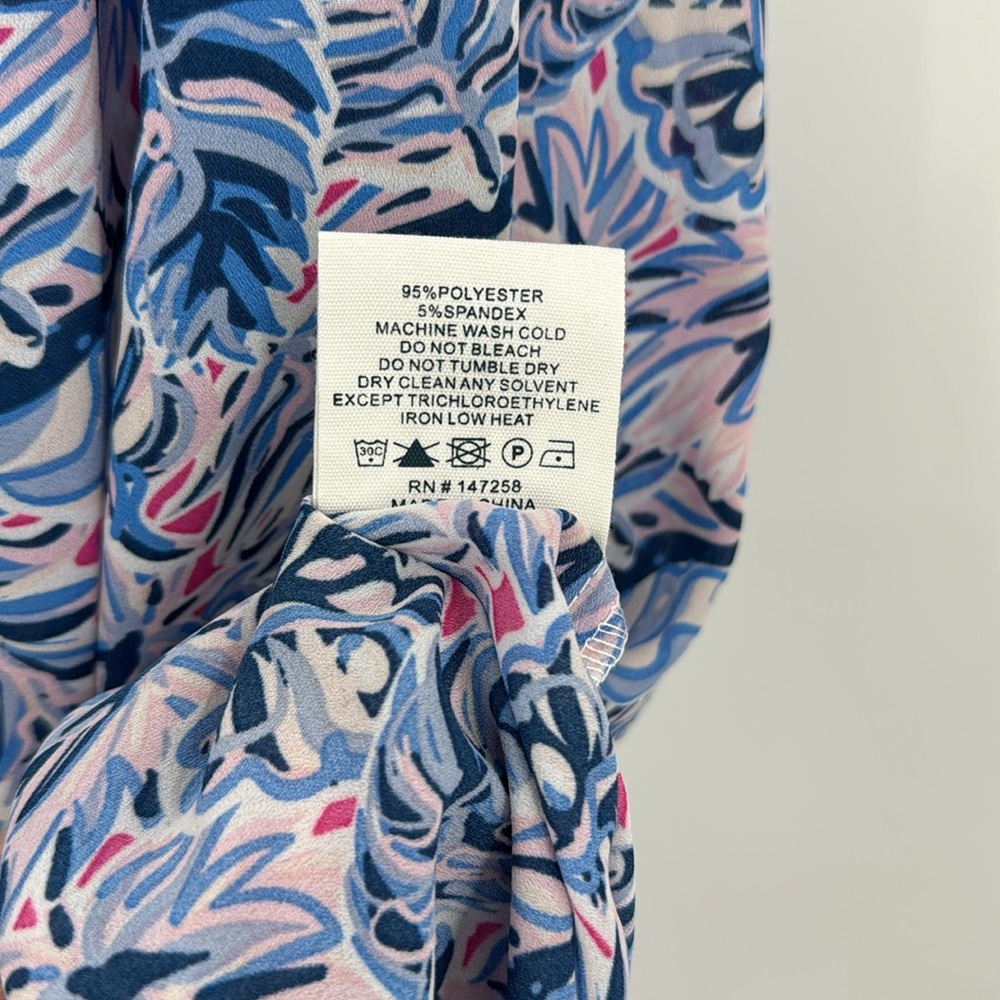 95%POLYESTER
5%SPANDEX
MACHINE WASH COLD
DO NOT BLEACH
DO NOT TUMBLE DRY
DRY CLEAN ANY SOLVENT
EXCEPT TRICHLOROETHYLENE
IRON LOW HEAT
30C P
RN # 147258
CHINA